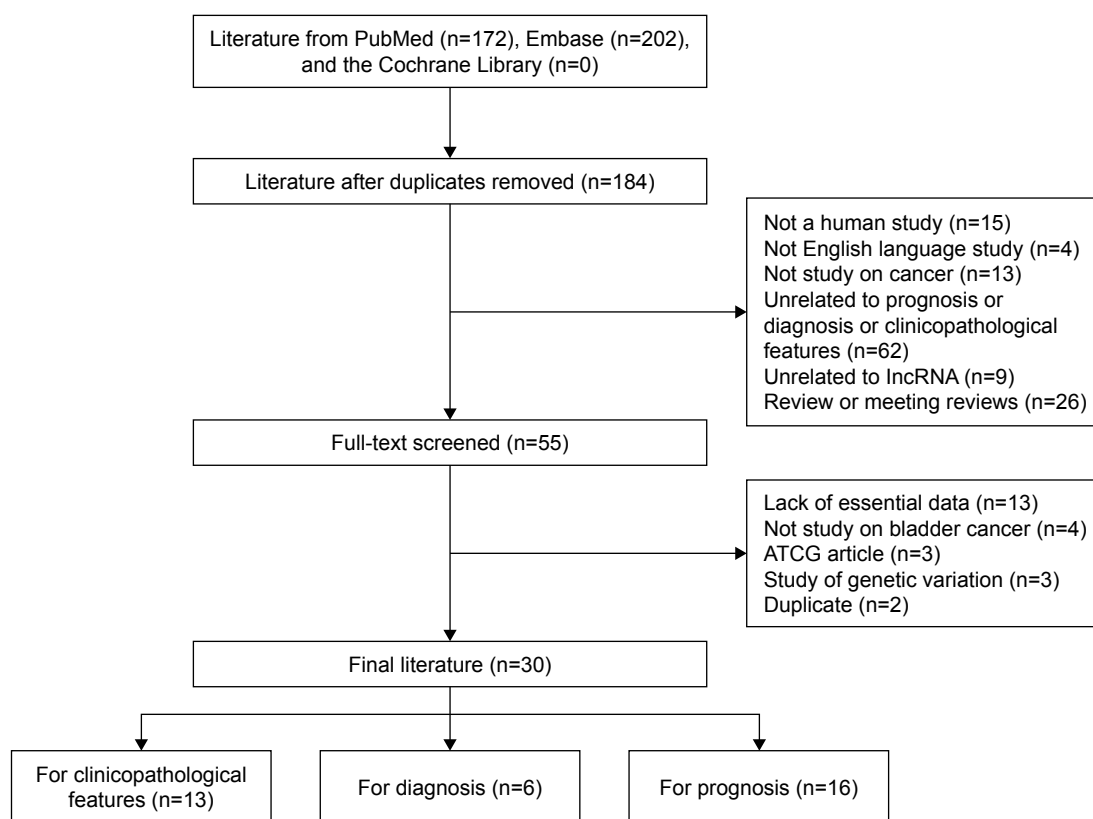 Literature from PubMed (n=172), Embase (n=202),
and the Cochrane Library (n=0)
Literature after duplicates removed (n=184)
Not a human study (n=15)
Not English language study (n=4)
Not study on cancer (n=13)
Unrelated to prognosis or
diagnosis or clinicopathological
features (n=62)
Unrelated to lncRNA (n=9)
Review or meeting reviews (n=26)
Full-text screened (n=55)
Lack of essential data (n=13)
Not study on bladder cancer (n=4)
ATCG article (n=3)
Study of genetic variation (n=3)
Duplicate (n=2)
Final literature (n=30)
For clinicopathological
features (n=13)
For diagnosis (n=6)
For prognosis (n=16)